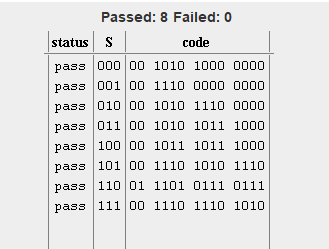 Passed: 8 Failed: 0
status S code
pass 000 00 1010 1000 0000
pass 001 00 1110 0000 0000
pass 010 00 1010 1110 0000
pass 011 00 1010 1011 1000
pass 100 00 1011 1011 1000
pass 101 00 1110 1010 1110
pass 110 01 1101 0111 0111
pass 111 00 1110 1110 1010